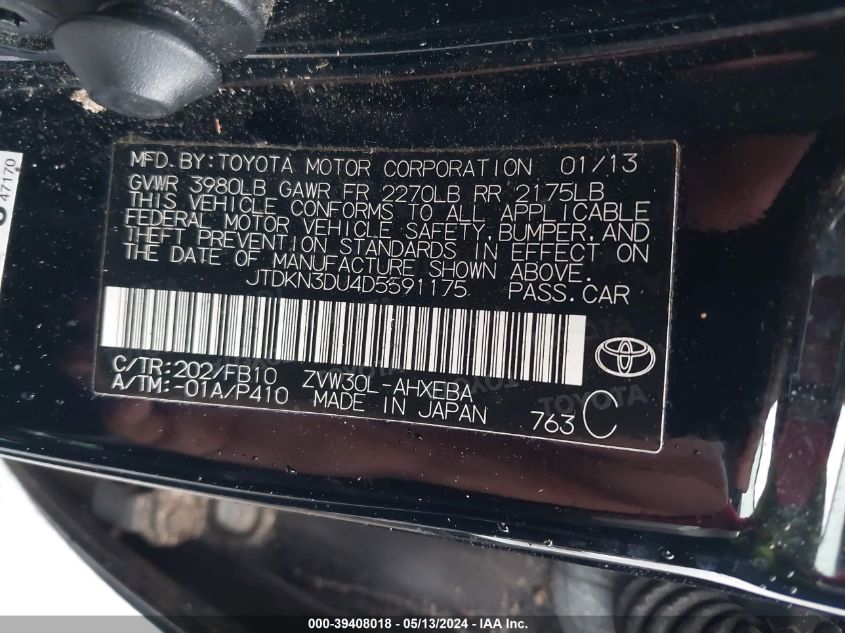 MFD. BY: TOYOTA MOTOR CORPORATION 01/13
GVWR 3980LB GAWR FR 2270LB RR 2175LB
THIS VEHICLE CONFORMS TO ALL APPLICABLE
FEDERAL MOTOR VEHICLE SAFETY, BUMPER, AND
THEFT PREVENTION STANDARDS IN EFFECT ON
THE DATE OF MANUFACTURE SHOWN ABOVE.
JTDKN3DU4D5591175 PASS. CAR
C/TR: 202/FB10 ZVW30L-AHXEBA
A/TM: -01A/P410 MADE IN JAPAN
763 C
TOYOTA
47170
000-39408018 - 05/13/2024 - IAA Inc.